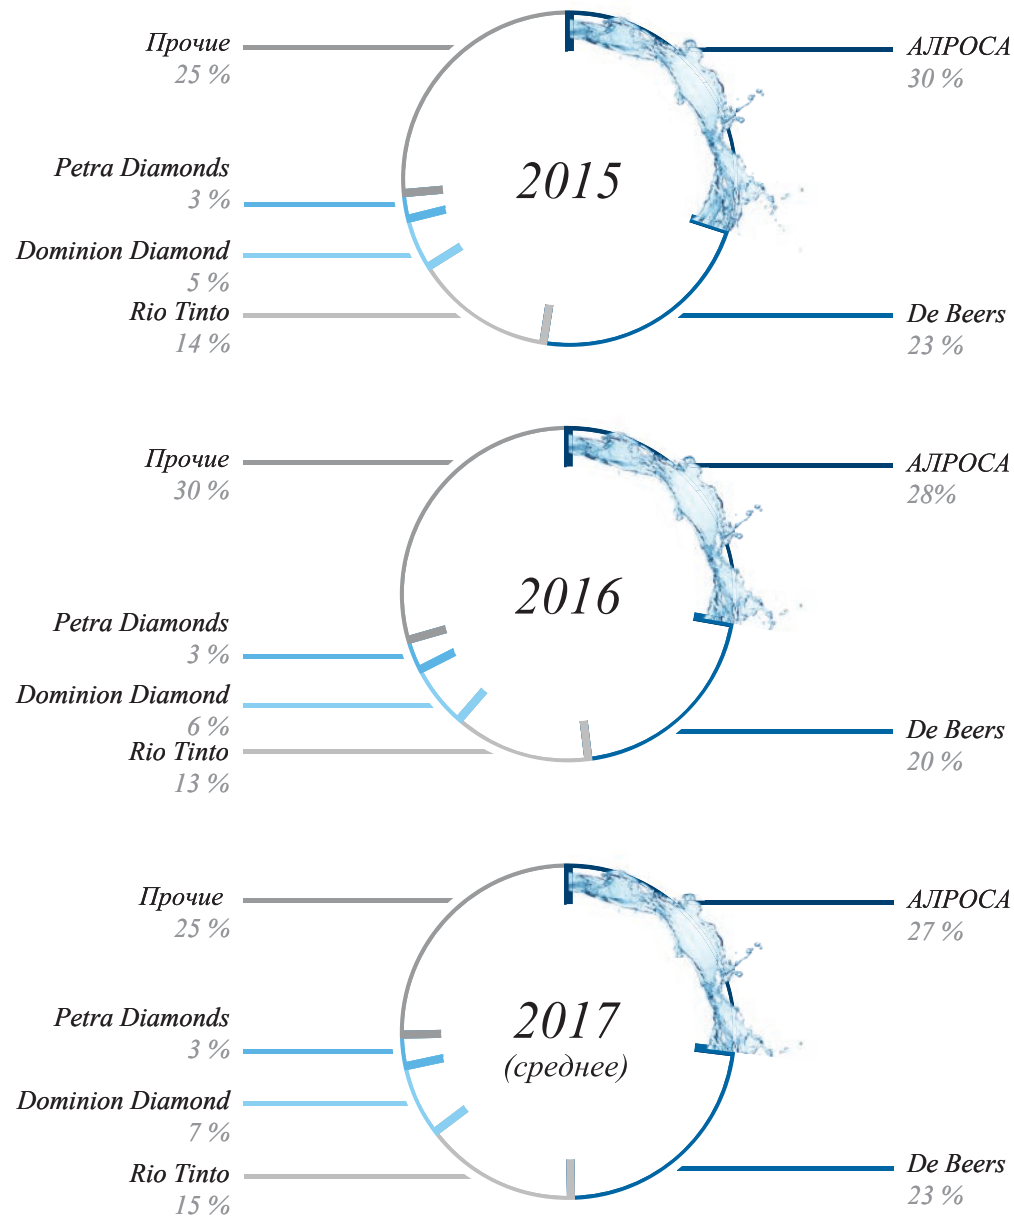 Прочие
25 %
АЛРОСА
30 %
Petra Diamonds
3 %
2015
Dominion Diamond
5 %
Rio Tinto
14 %
De Beers
23 %
Прочие
30 %
АЛРОСА
28%
2016
Petra Diamonds
3 %
Dominion Diamond
6 %
Rio Tinto
13 %
De Beers
20 %
Прочие
25 %
АЛРОСА
27 %
2017
(среднее)
Petra Diamonds
3 %
Dominion Diamond
7 %
Rio Tinto
15 %
De Beers
23 %